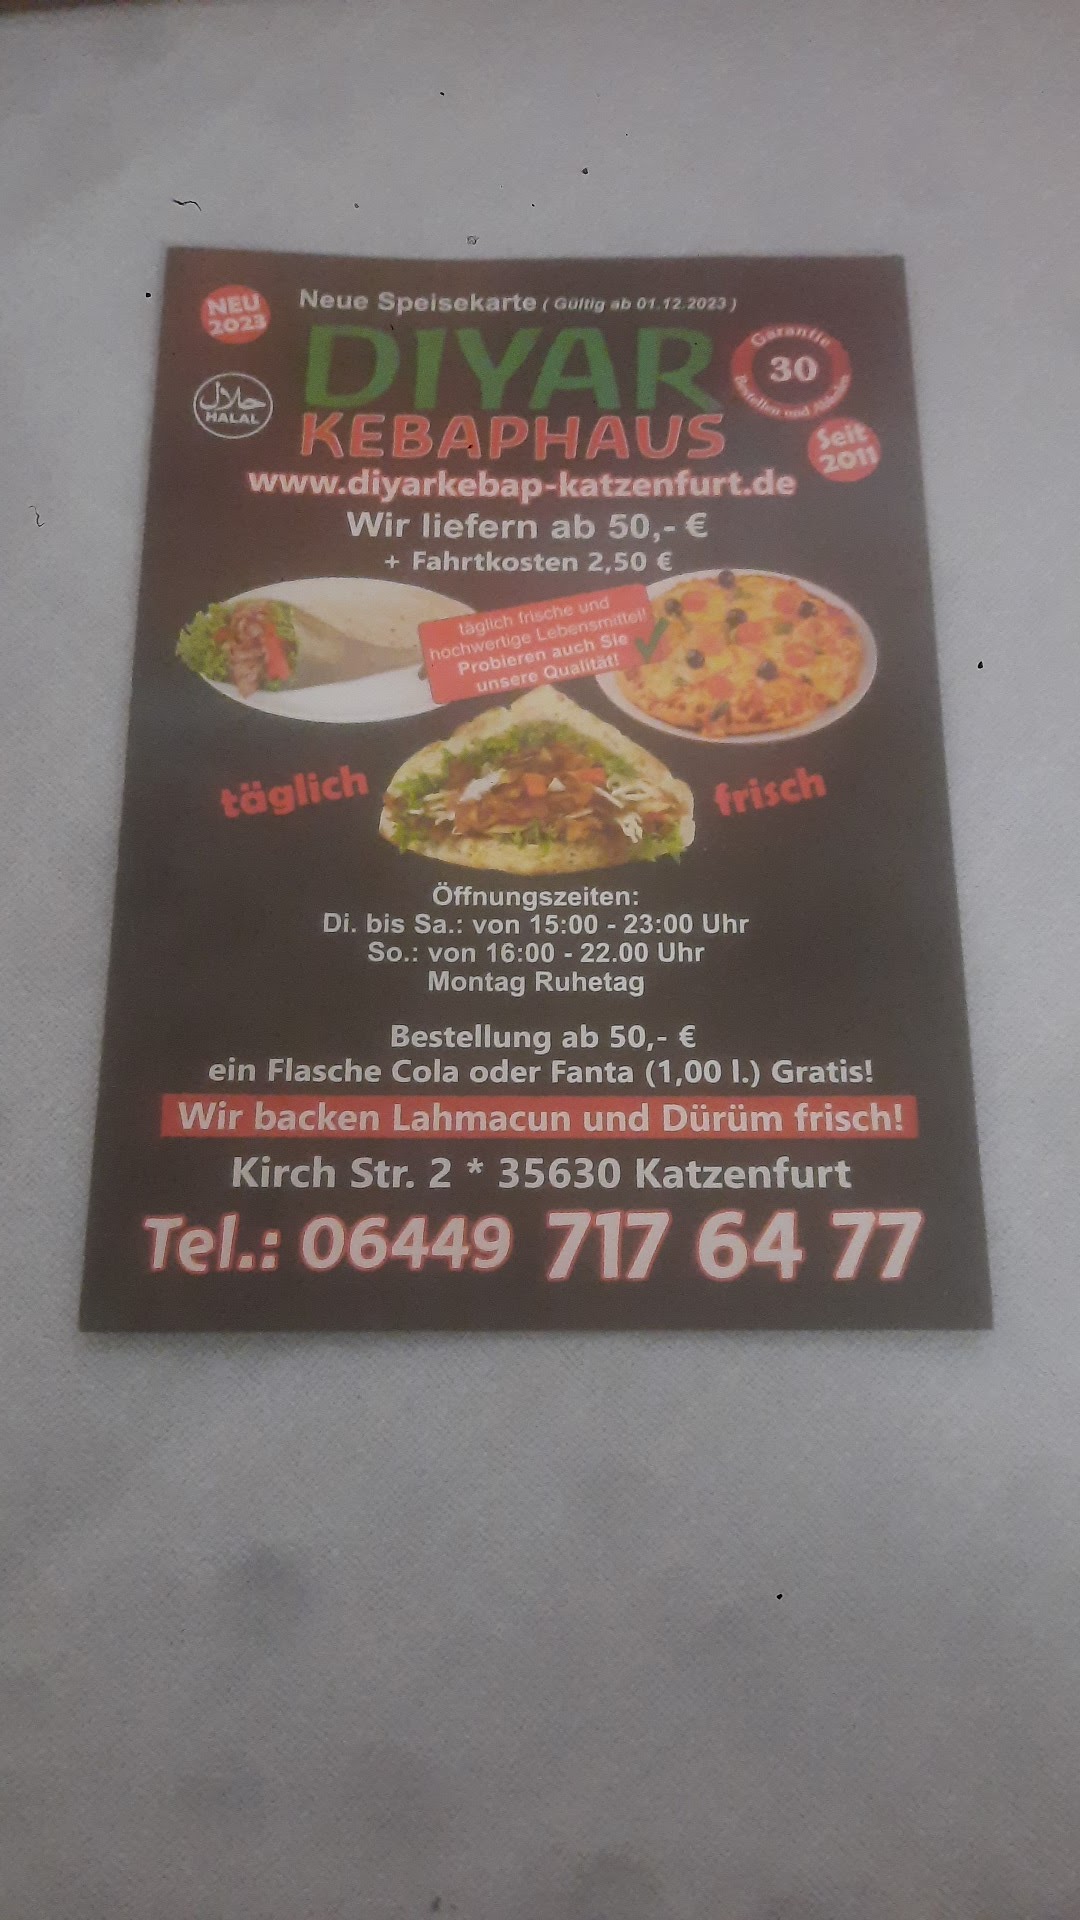 NEU
2023
Neue Speisekarte ( Gültig ab 01.12.2023 )
DIYAR
KEBAPHAUS
حلال
HALAL
Garantie
30
Bestellen und Abholen
Seit
2011
www.diyarkebap-katzenfurt.de
Wir liefern ab 50,- €
+ Fahrtkosten 2,50 €
täglich frische und
hochwertige Lebensmittel!
Probieren auch Sie
unsere Qualität!
täglich
frisch
Öffnungszeiten:
Di. bis Sa.: von 15:00 - 23:00 Uhr
So.: von 16:00 - 22.00 Uhr
Montag Ruhetag
Bestellung ab 50,- €
ein Flasche Cola oder Fanta (1,00 l.) Gratis!
Wir backen Lahmacun und Dürüm frisch!
Kirch Str. 2 * 35630 Katzenfurt
Tel.: 06449 717 64 77